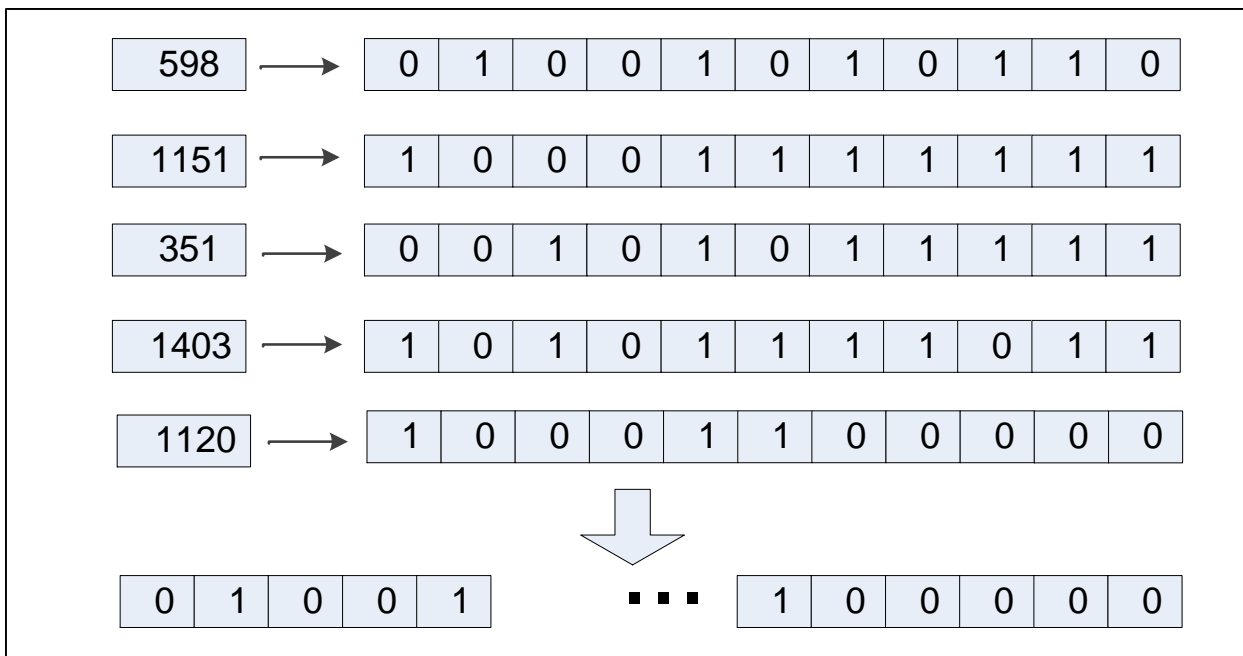 598 0 1 0 0 1 0 1 0 1 1 0
1151 1 0 0 0 1 1 1 1 1 1 1
351 0 0 1 0 1 0 1 1 1 1 1
1403 1 0 1 0 1 1 1 1 0 1 1
1120 1 0 0 0 1 1 0 0 0 0 0
0 1 0 0 1 ... 1 0 0 0 0 0